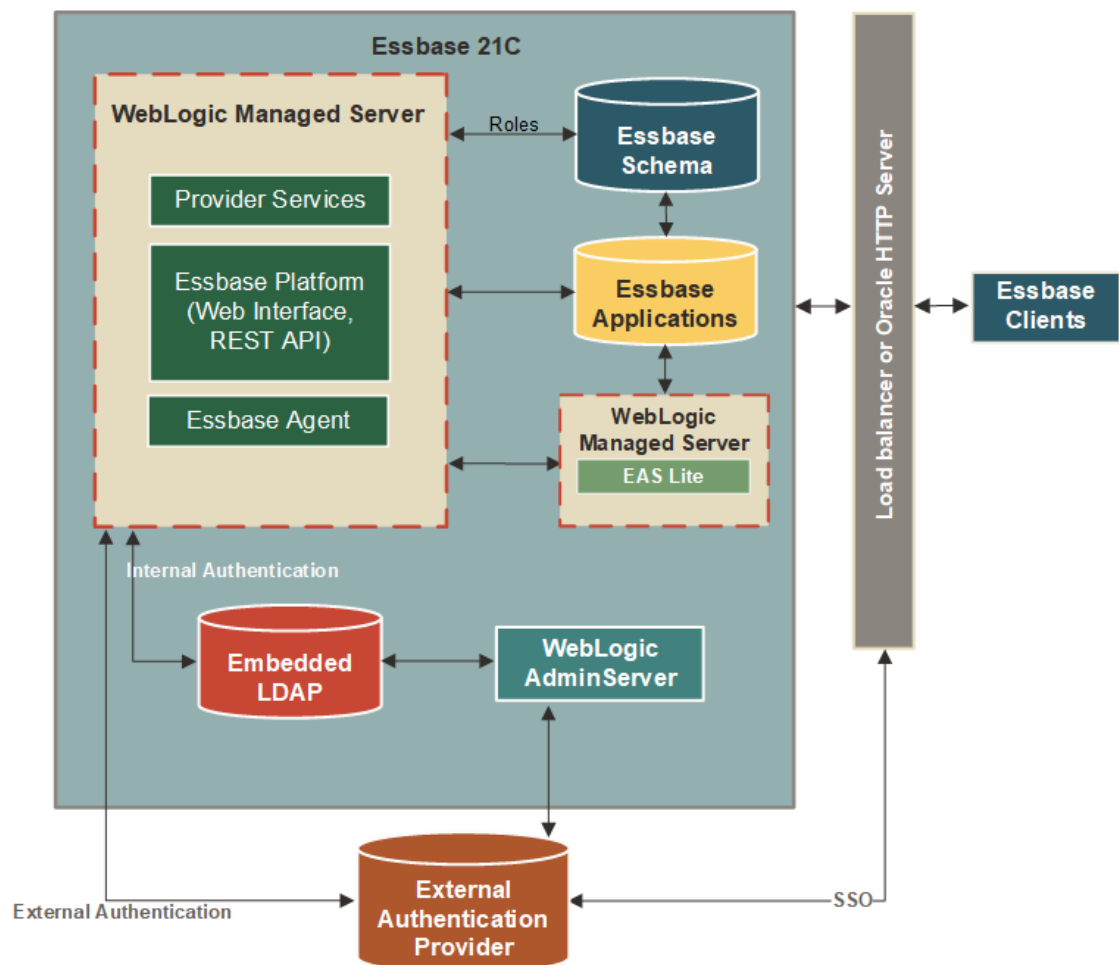 Essbase 21C
WebLogic Managed Server
Provider Services
Essbase Platform
(Web Interface,
REST API)
Essbase Agent
Roles
Essbase
Schema
Essbase
Applications
WebLogic
Managed Server
EAS Lite
Load balancer or Oracle HTTP Server
Essbase
Clients
Internal Authentication
Embedded
LDAP
WebLogic
AdminServer
External Authentication
External
Authentication
Provider
SSO